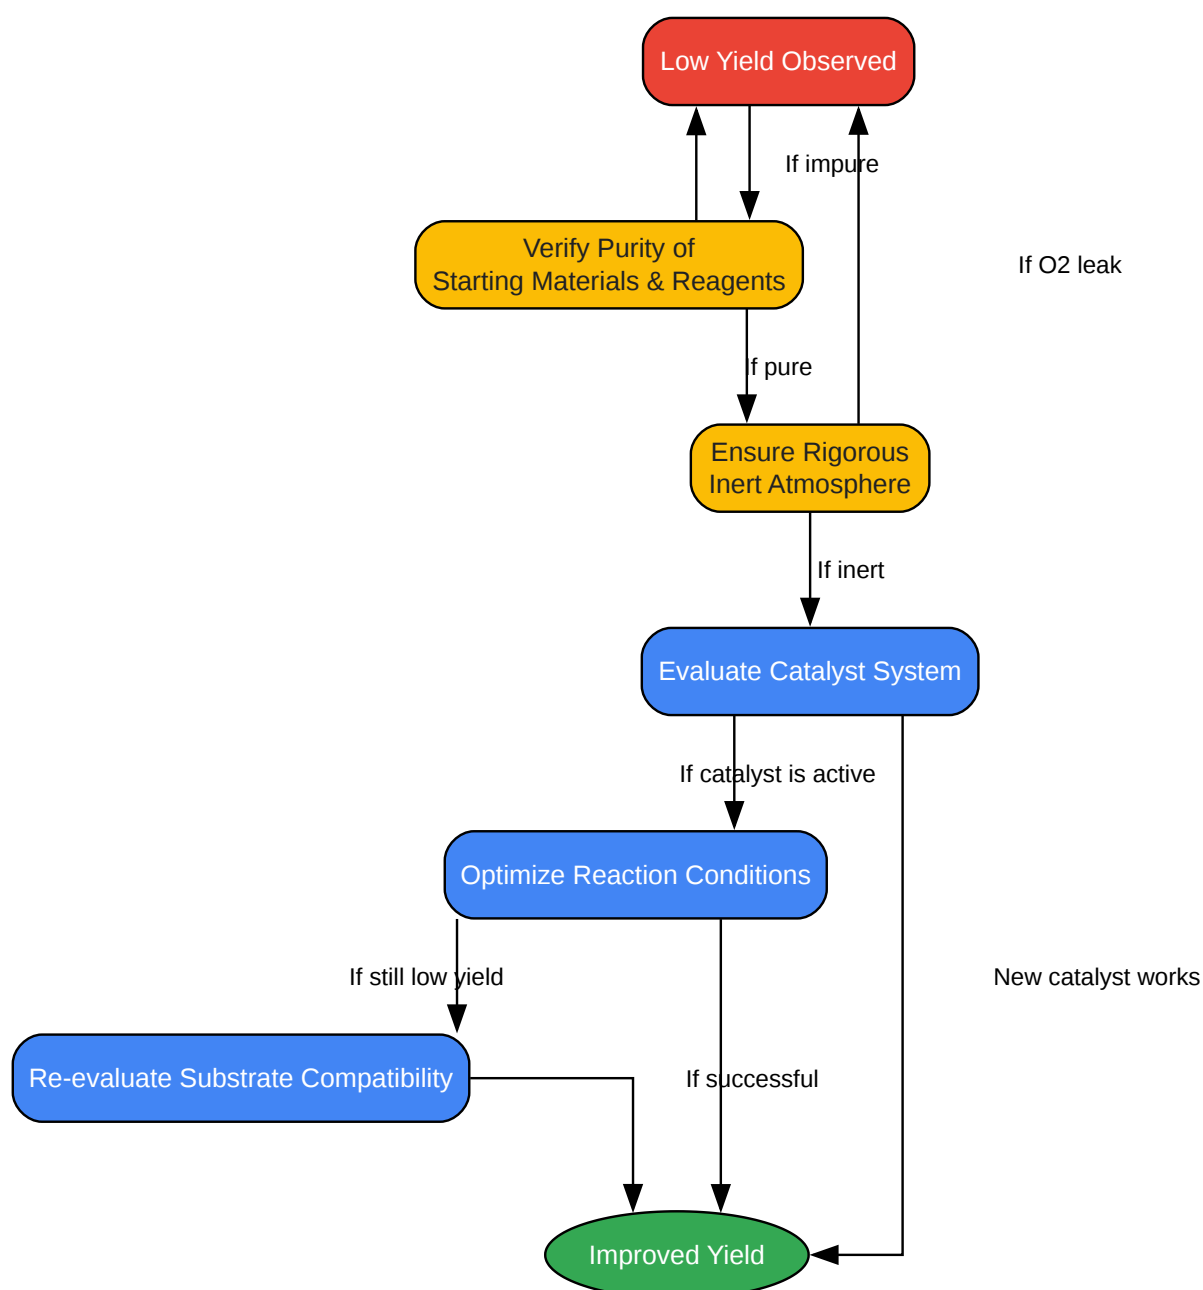 Low Yield Observed
If impure
Verify Purity of
Starting Materials & Reagents
If O2 leak
If pure
Ensure Rigorous
Inert Atmosphere
If inert
Evaluate Catalyst System
If catalyst is active
Optimize Reaction Conditions
If still low yield
New catalyst works
Re-evaluate Substrate Compatibility
If successful
Improved Yield